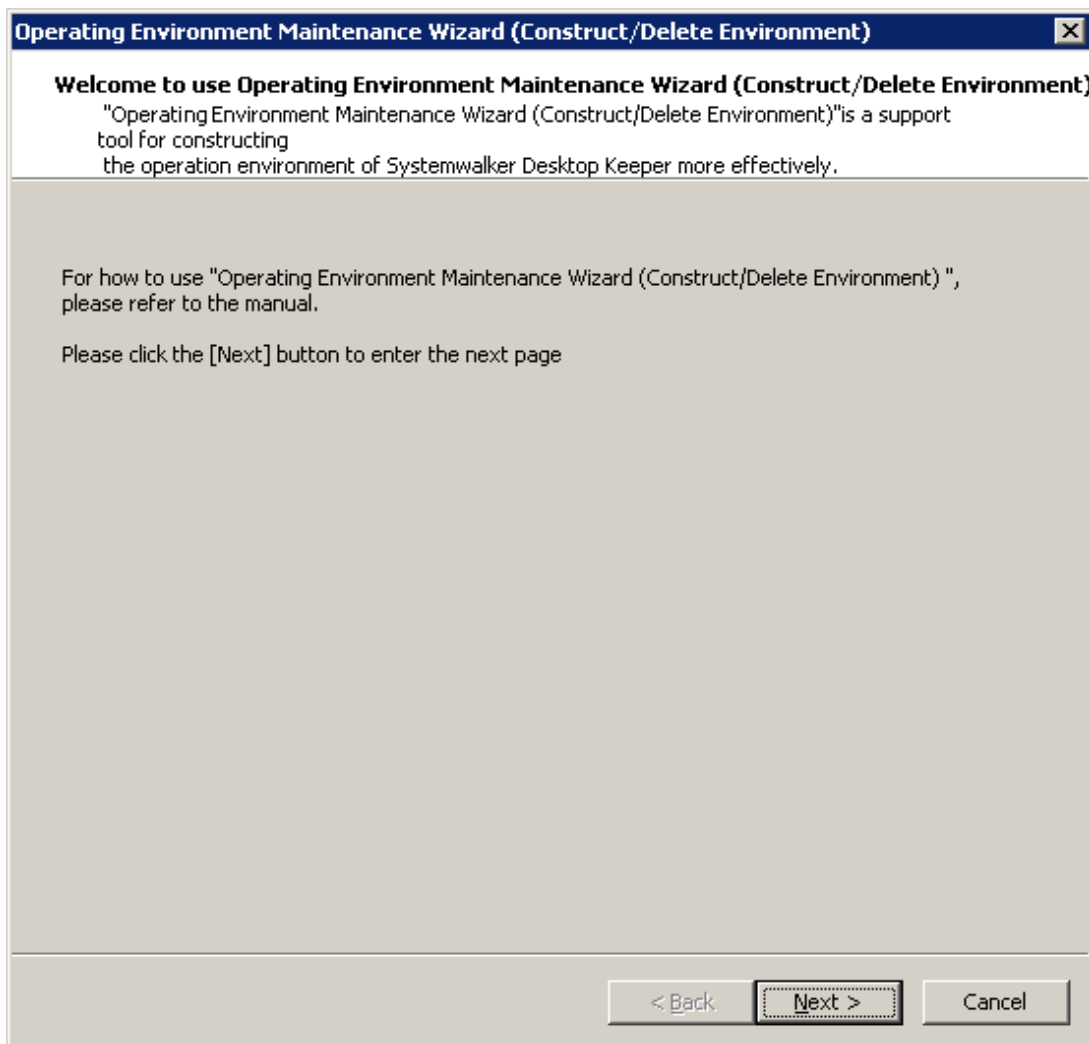 Operating Environment Maintenance Wizard (Construct/Delete Environment)
Welcome to use Operating Environment Maintenance Wizard (Construct/Delete Environment)
"Operating Environment Maintenance Wizard (Construct/Delete Environment)"is a support
tool for constructing
the operation environment of Systemwalker Desktop Keeper more effectively.
For how to use "Operating Environment Maintenance Wizard (Construct/Delete Environment) ",
please refer to the manual.
Please click the [Next] button to enter the next page
< Back Next > Cancel